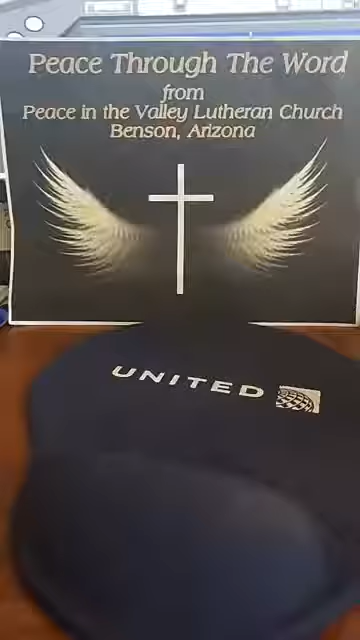 Peace Through The Word
from
Peace in the Valley Lutheran Church
Benson, Arizona
UNITED